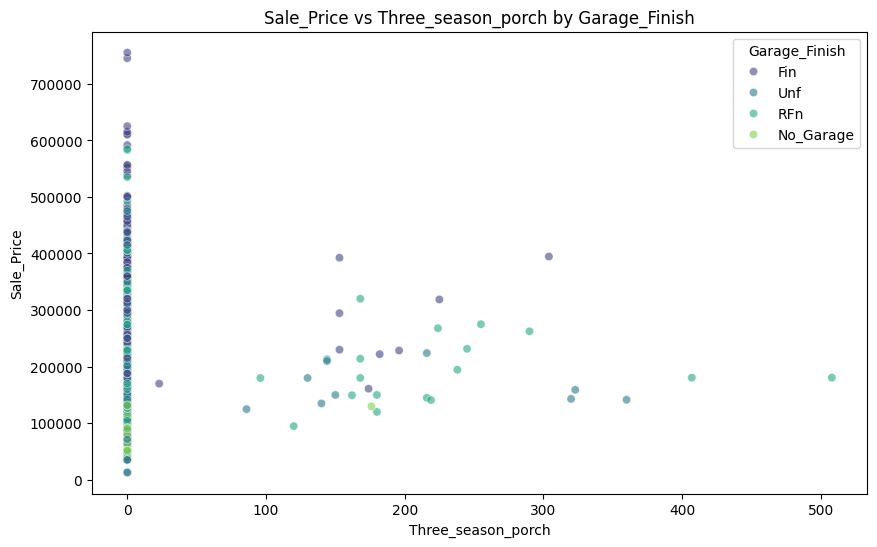 Sale_Price vs Three_season_porch by Garage_Finish
Garage_Finish
Fin
Unf
RFn
No_Garage
700000
600000
500000
400000
300000
200000
100000
0
Sale_Price
0 100 200 300 400 500
Three_season_porch